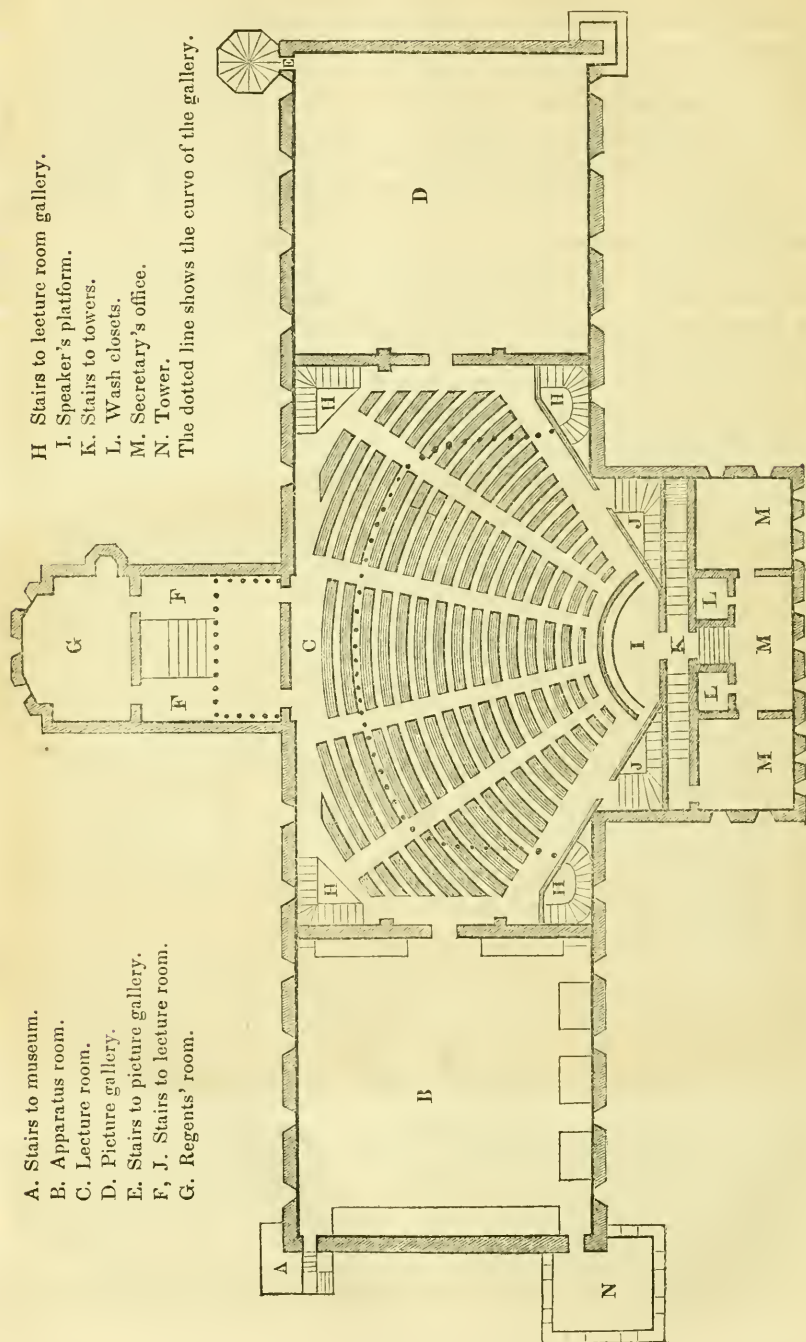 A. Stairs to museum.
B. Apparatus room.
C. Lecture room.
D. Picture gallery.
E. Stairs to picture gallery.
F, J. Stairs to lecture room.
G. Regents' room.
H Stairs to lecture room gallery.
I. Speaker's platform.
K. Stairs to towers.
L. Wash closets.
M. Secretary's office.
N. Tower.
The dotted line shows the curve of the gallery.
A
N
B
H
H
G
F
F
C
J
J
I
K
L
L
M
M
M
H
H
D
E